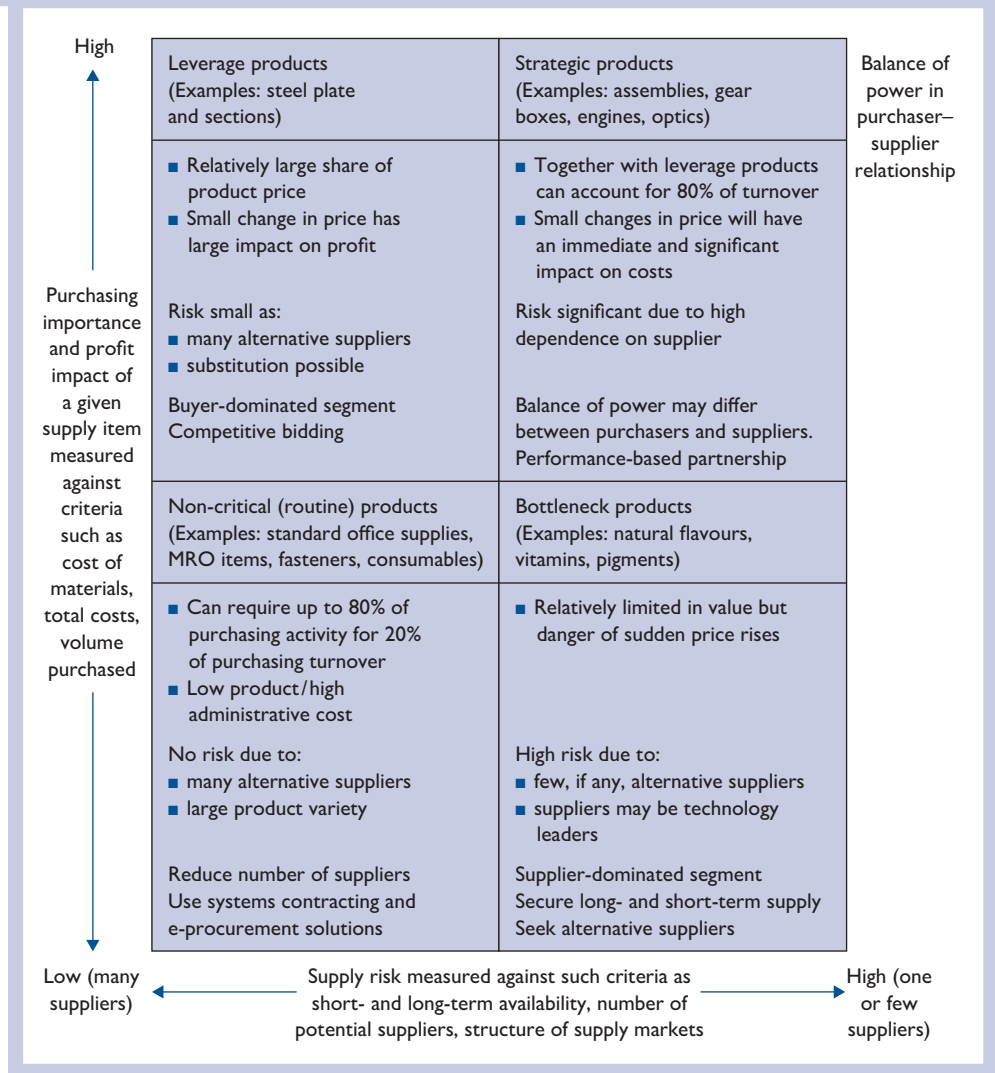 High
Leverage products
(Examples: steel plate
and sections)
Strategic products
(Examples: assemblies, gear
boxes, engines, optics)
Balance of
power in
purchaser–
supplier
relationship
■ Relatively large share of
product price
■ Small change in price has
large impact on profit
Risk small as:
■ many alternative suppliers
■ substitution possible
Buyer-dominated segment
Competitive bidding
■ Together with leverage products
can account for 80% of turnover
■ Small changes in price will have
an immediate and significant
impact on costs
Risk significant due to high
dependence on supplier
Balance of power may differ
between purchasers and suppliers.
Performance-based partnership
Purchasing
importance
and profit
impact of
a given
supply item
measured
against
criteria
such as
cost of
materials,
total costs,
volume
purchased
Non-critical (routine) products
(Examples: standard office supplies,
MRO items, fasteners, consumables)
Bottleneck products
(Examples: natural flavours,
vitamins, pigments)
■ Can require up to 80% of
purchasing activity for 20%
of purchasing turnover
■ Low product/high
administrative cost
No risk due to:
■ many alternative suppliers
■ large product variety
Reduce number of suppliers
Use systems contracting and
e-procurement solutions
■ Relatively limited in value but
danger of sudden price rises
High risk due to:
■ few, if any, alternative suppliers
■ suppliers may be technology
leaders
Supplier-dominated segment
Secure long- and short-term supply
Seek alternative suppliers
Low (many
suppliers)
Supply risk measured against such criteria as
short- and long-term availability, number of
potential suppliers, structure of supply markets
High (one
or few
suppliers)